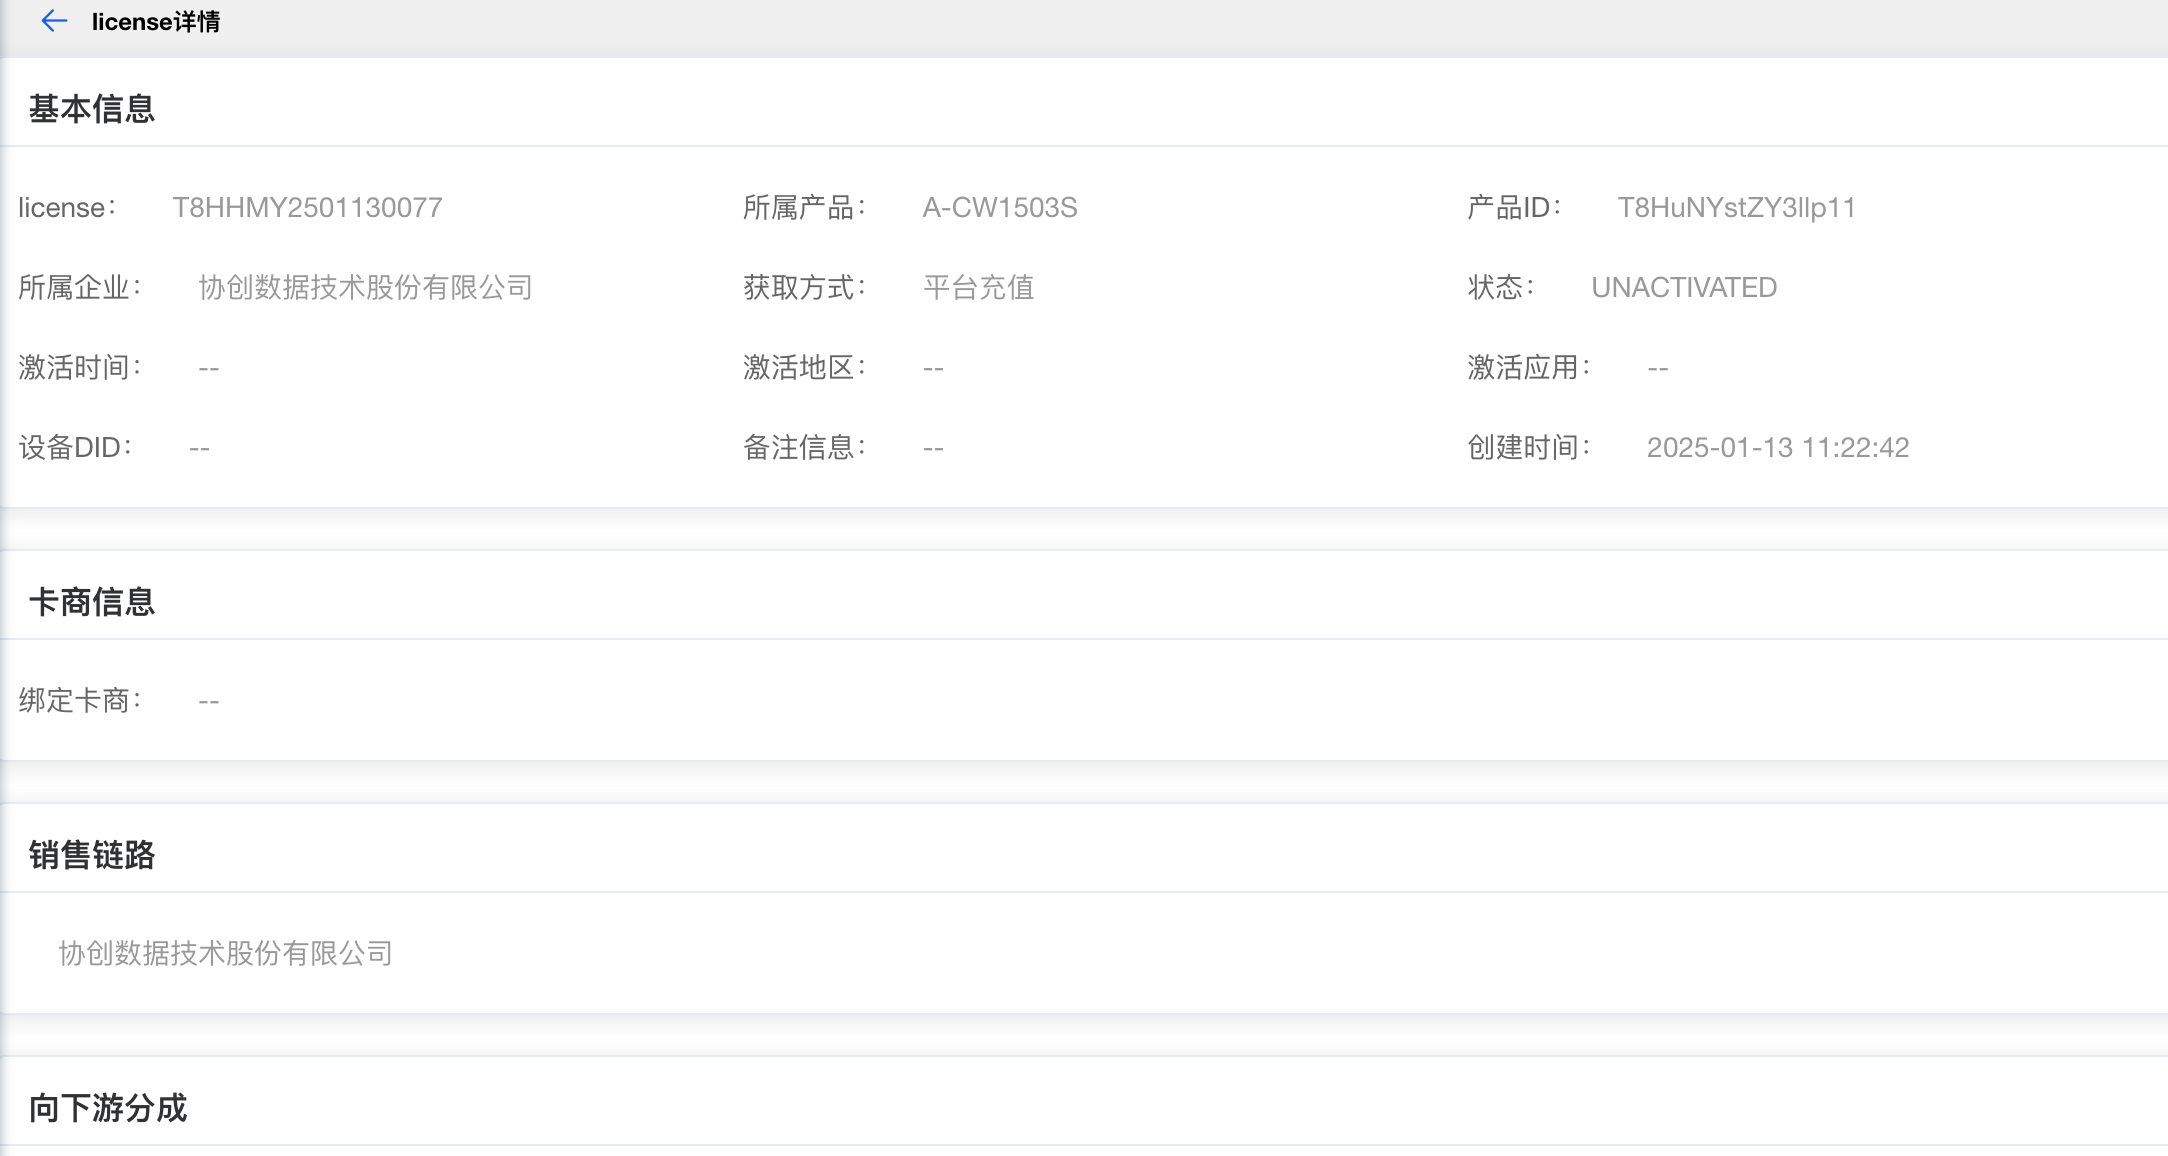 license详情
基本信息
license： T8HHMY2501130077 所属产品： A-CW1503S 产品ID： T8HuNYstZY3llp11
所属企业： 协创数据技术股份有限公司 获取方式： 平台充值 状态： UNACTIVATED
激活时间： -- 激活地区： -- 激活应用： --
设备DID： -- 备注信息： -- 创建时间： 2025-01-13 11:22:42
卡商信息
绑定卡商： --
销售链路
协创数据技术股份有限公司
向下游分成